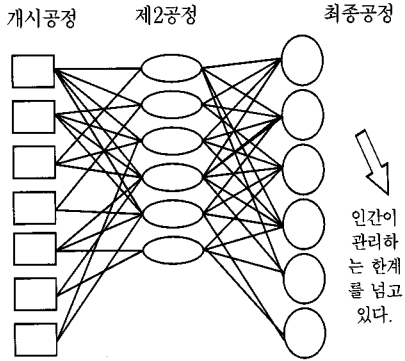 개시공정 제2공정 최종공정
인간이
관리하
는 한계
를 넘고
있다.